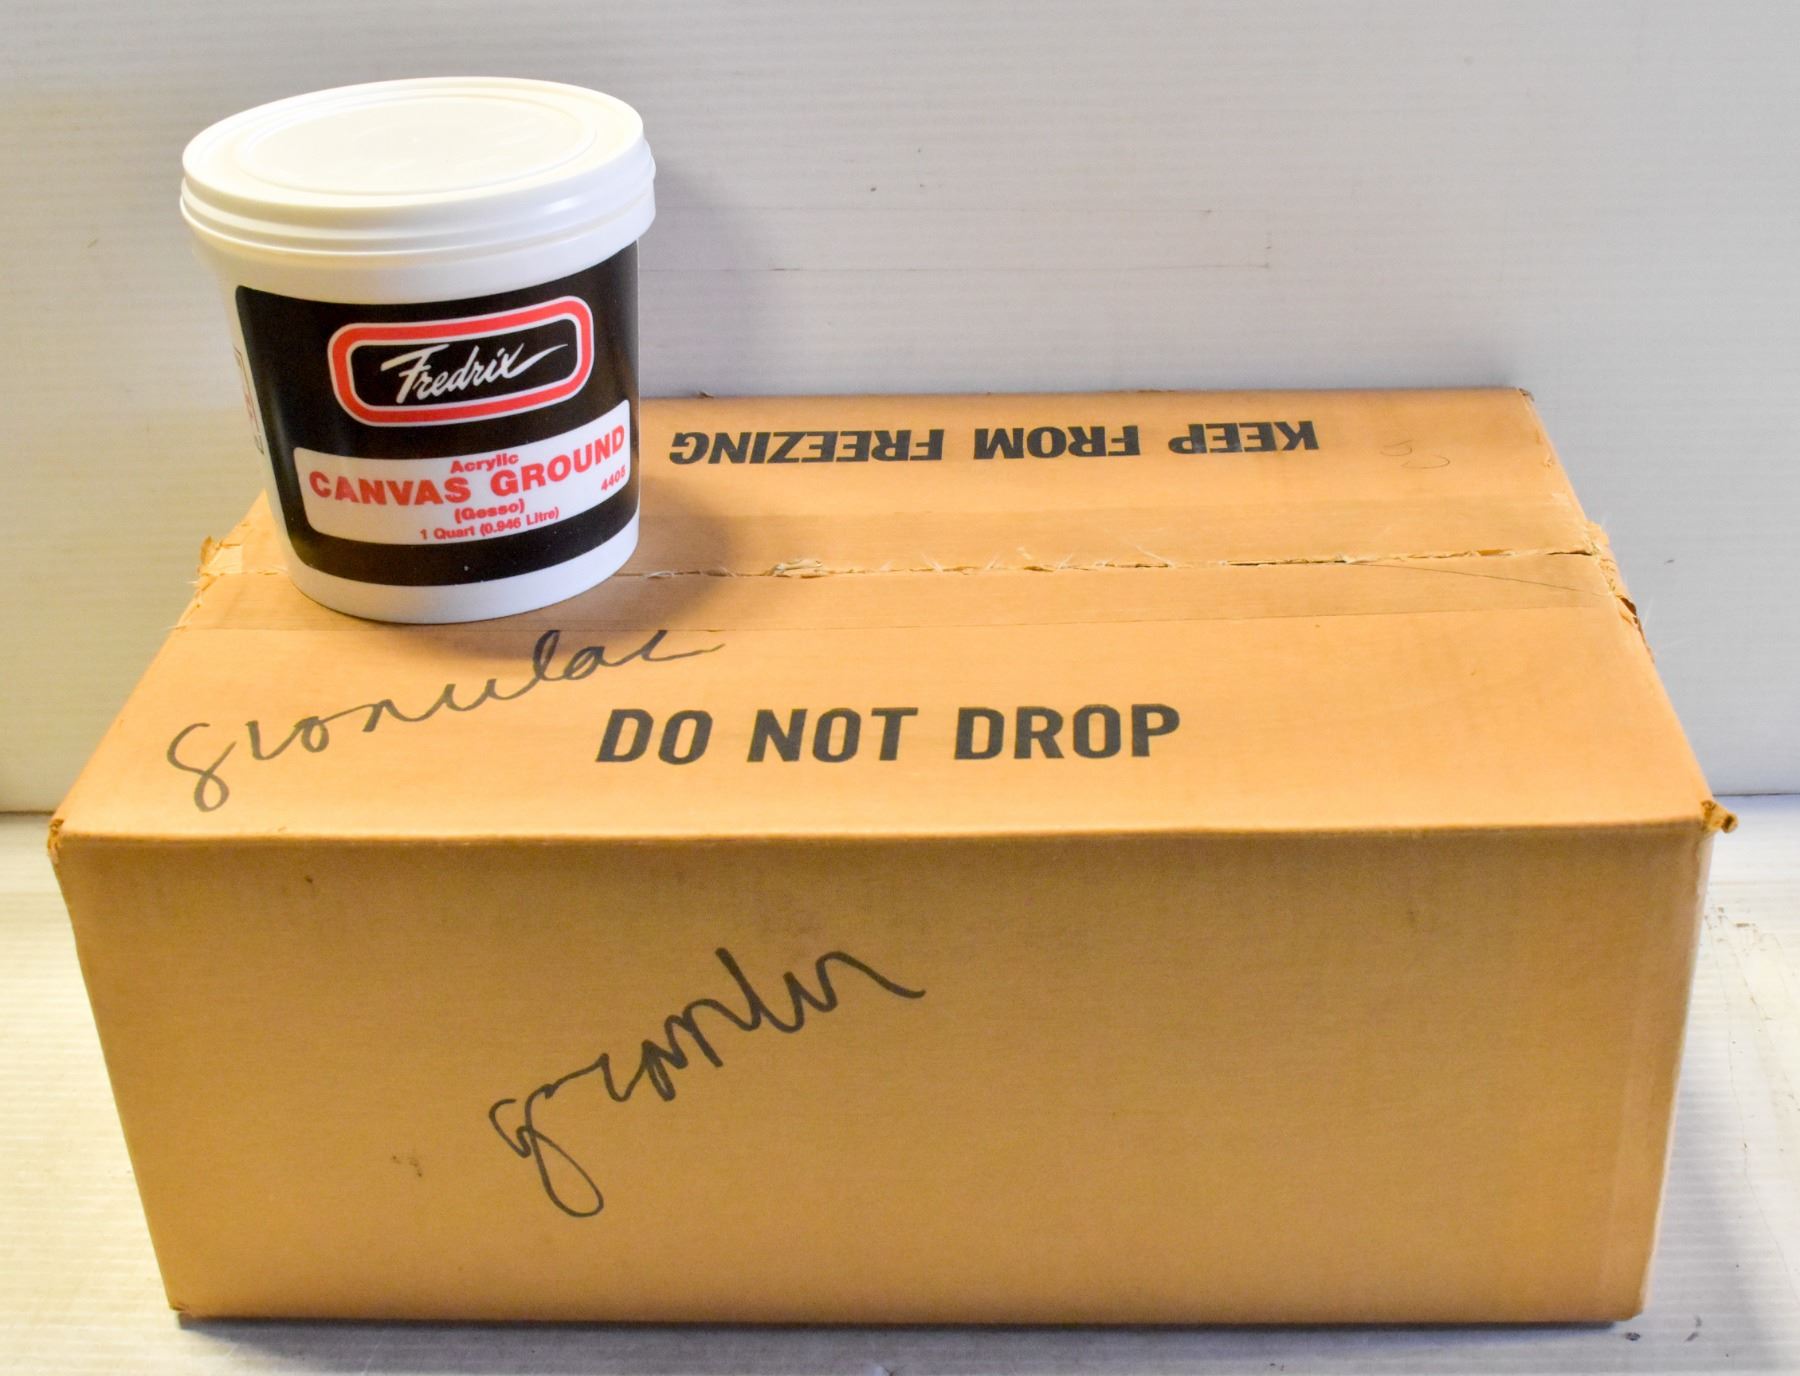 Fredrix
Acrylic
CANVAS GROUND
(Gesso)
4405
1 Quart (0.946 Litre)
KEEP FROM FREEZING
granular
DO NOT DROP
granular